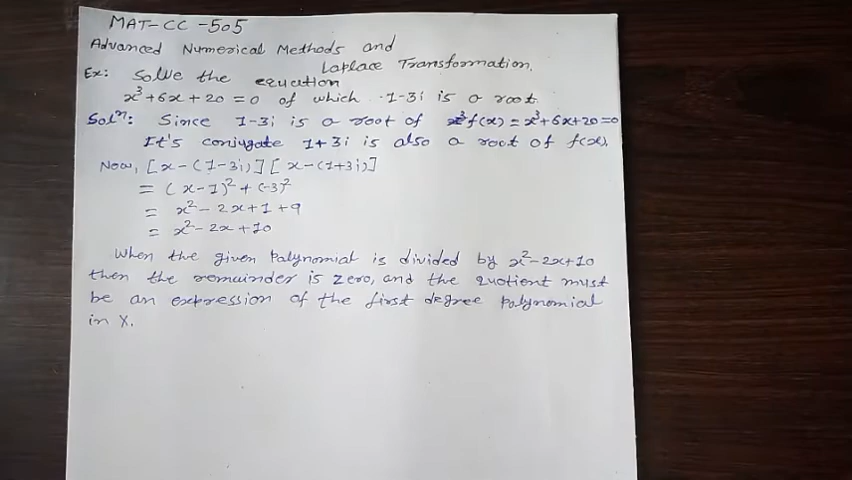 MAT-CC-505
Advanced Numerical Methods and
Laplace Transformation.
Ex: Solve the equation
x³+6x+20=0 of which 1-3i is a root.
Solⁿ: Since 1-3i is a root of f(x)=x³+6x+20=0
It's conjugate 1+3i is also a root of f(x).
Now, [x-(1-3i)][x-(1+3i)]
= (x-1)²+(-3)²
= x²-2x+1+9
= x²-2x+10
When the given Polynomial is divided by x²-2x+10
then the remainder is zero, and the quotient must
be an expression of the first degree polynomial
in X.